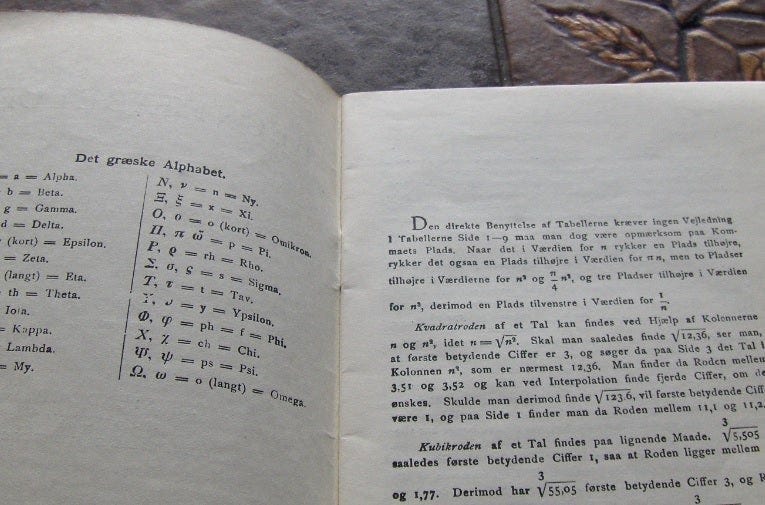 Det græske Alphabet.
= a = Alpha.
b = Beta.
g = Gamma.
d = Delta.
(kort) = Epsilon.
= Zeta.
(langt) = Eta.
th = Theta.
Iota.
= Kappa.
Lambda.
= My.
N, ν = n = Ny.
Ξ, ξ = x = Xi.
O, o = o (kort) = Omikron.
Π, π ϖ = p = Pi.
P, ϱ = rh = Rho.
Σ, σ, ς = s = Sigma.
T, τ = t = Tav.
Υ, υ = y = Ypsilon.
Φ, φ = ph = f = Phi.
X, χ = ch = Chi.
Ψ, ψ = ps = Psi.
Ω, ω = o (langt) = Omega.
Den direkte Benyttelse af Tabellerne kræver ingen Vejledning
I Tabellerne Side 1—9 maa man dog være opmærksom paa Kom-
maets Plads. Naar det i Værdien for n rykker en Plads tilhøjre,
rykker det ogsaa en Plads tilhøjre i Værdien for π n, men to Pladser
tilhøjre i Værdierne for n² og π/4 n², og tre Pladser tilhøjre i Værdien
for n³, derimod en Plads tilvenstre i Værdien for 1/n.
Kvadratroden af et Tal kan findes ved Hjælp af Kolonnerne
n og n², idet n = √n². Skal man saaledes finde √12,36, ser man,
at første betydende Ciffer er 3, og søger da paa Side 3 det Tal i
Kolonnen n², som er nærmest 12,36. Man finder da Roden mellem
3,51 og 3,52 og kan ved Interpolation finde fjerde Ciffer, om de
ønskes. Skulde man derimod finde √123,6, vil første betydende Ciffe
være 1, og paa Side 1 finder man da Roden mellem 11,1 og 11,2.
Kubikroden af et Tal findes paa lignende Maade. ∛5,505
saaledes første betydende Ciffer 1, saa at Roden ligger mellem
og 1,77. Derimod har ∛55,05 første betydende Ciffer 3, og R
3